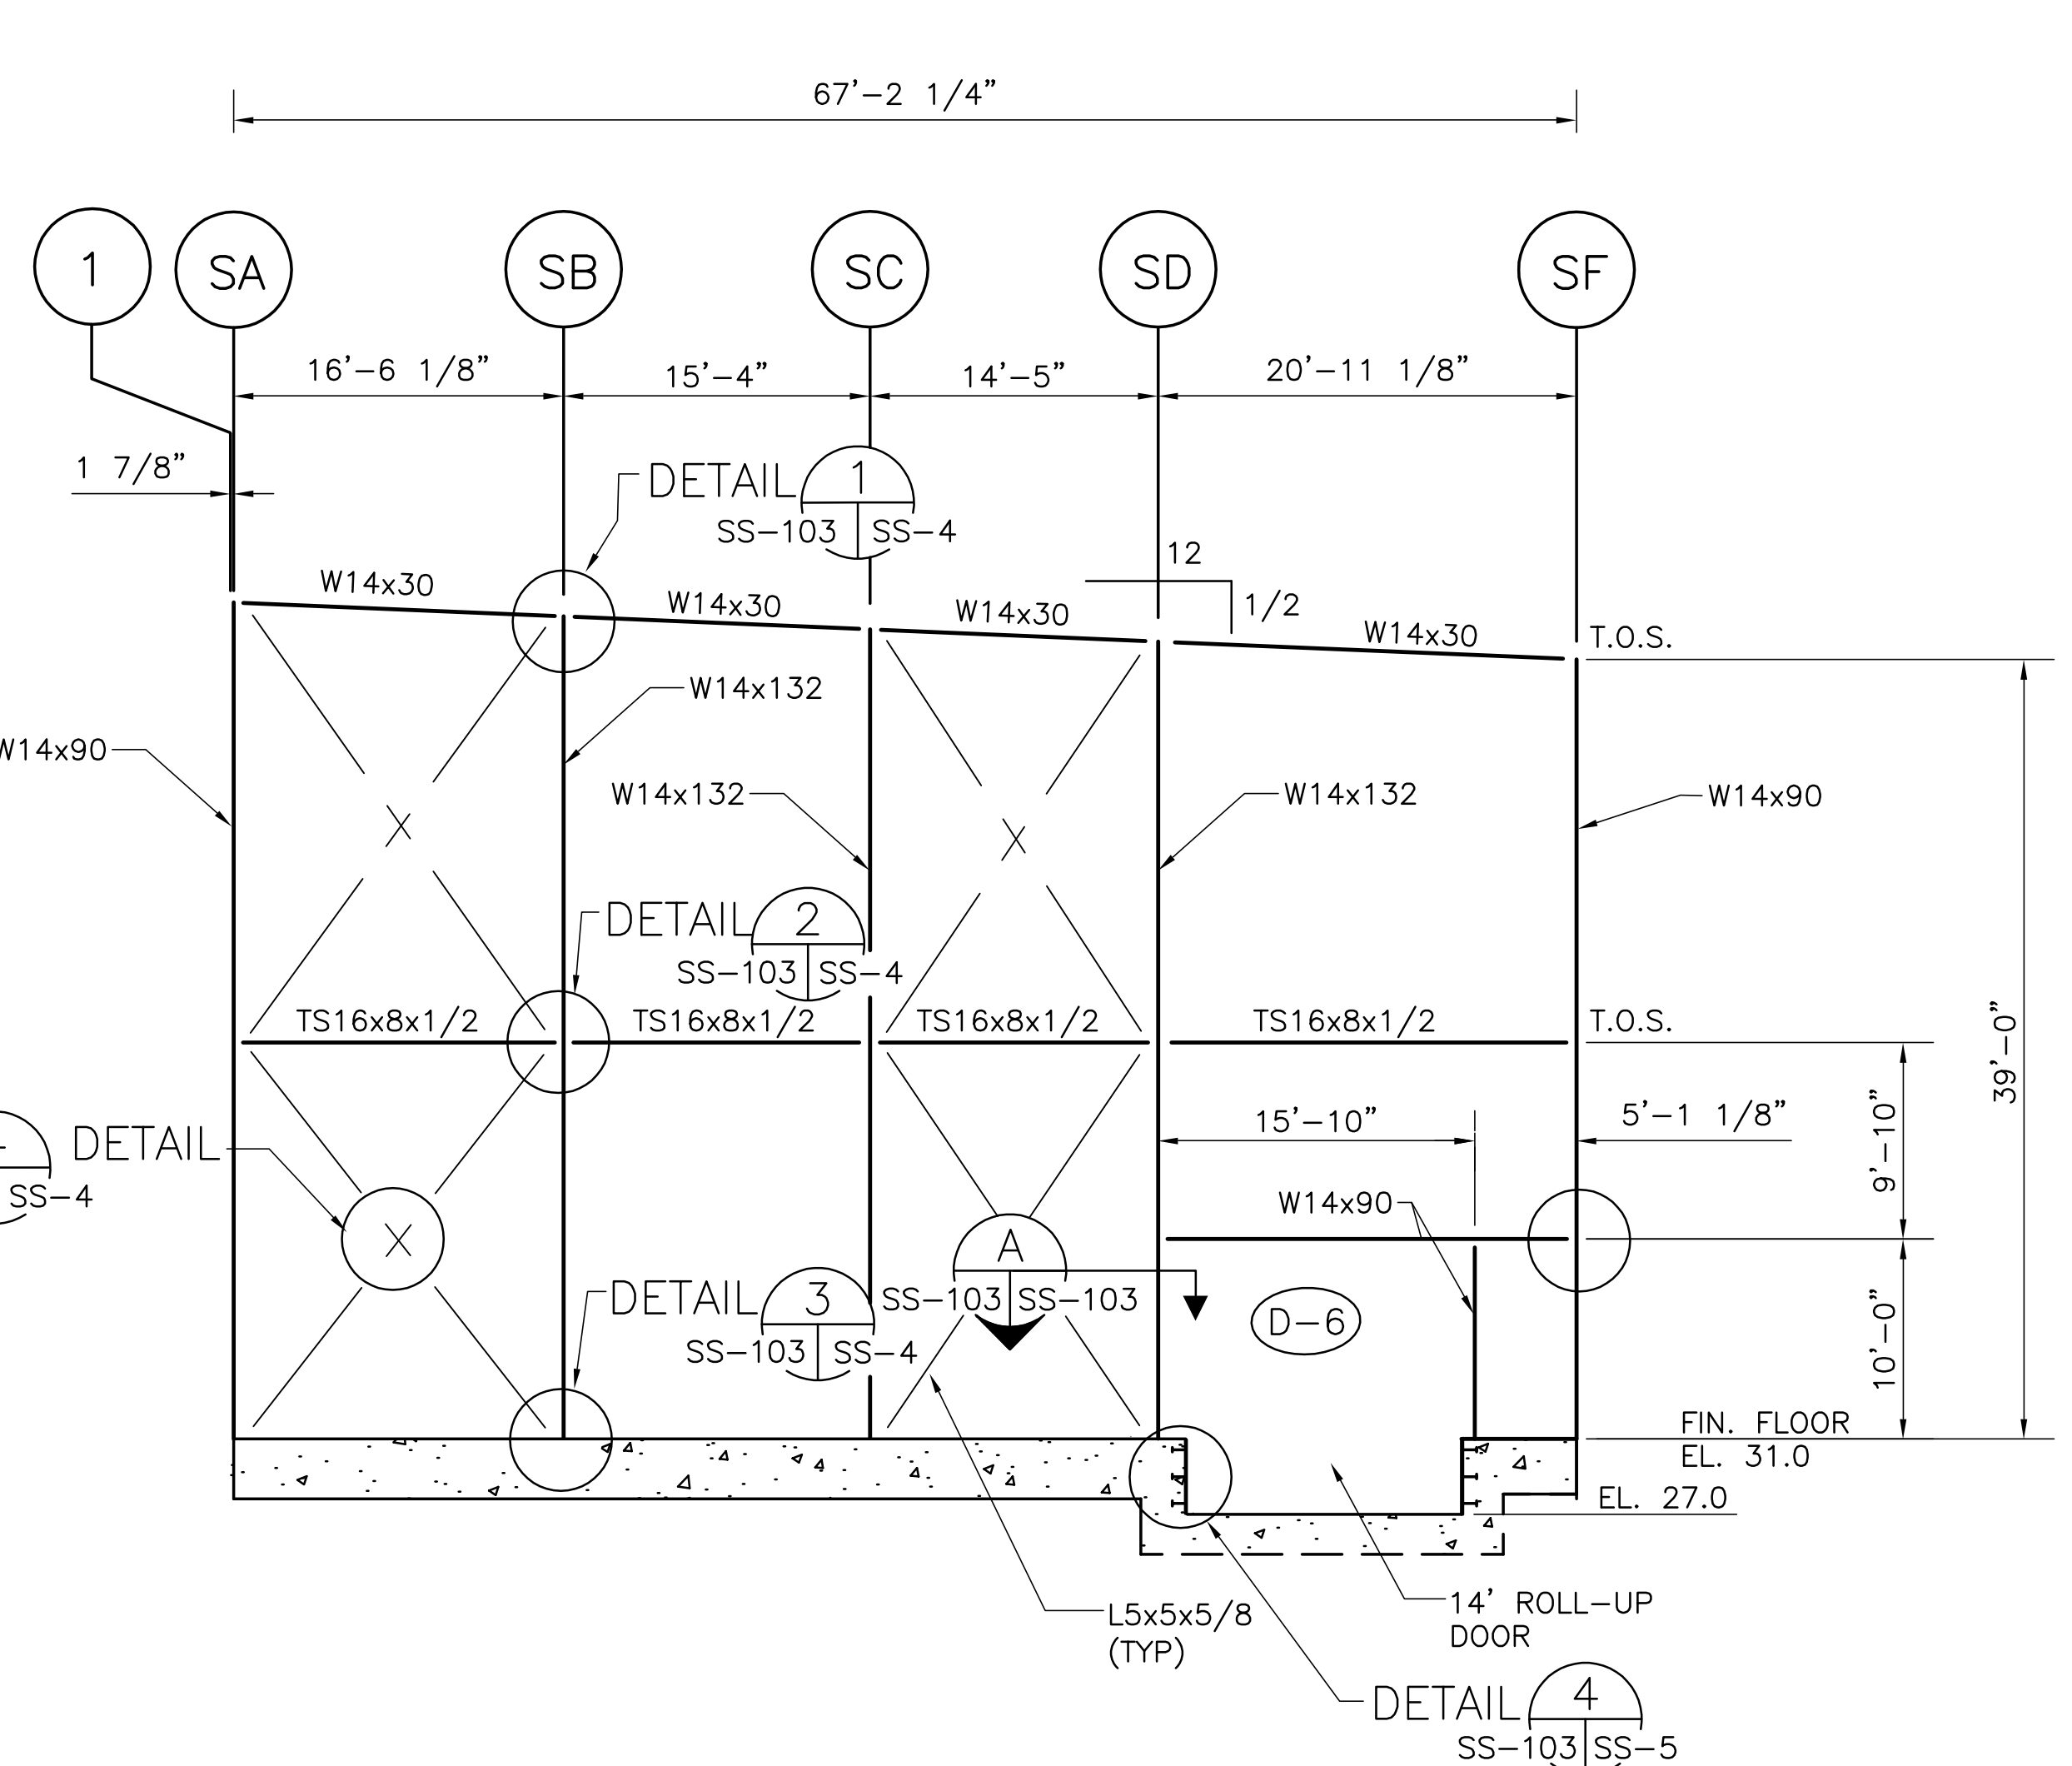 67'-2 1/4"
1
SA
SB
SC
SD
SF
16'-6 1/8"
15'-4"
14'-5"
20'-11 1/8"
1 7/8"
DETAIL
1
SS-103
SS-4
12
1/2
W14x30
W14x30
W14x30
W14x30
T.O.S.
W14x132
W14x90
W14x132
W14x132
W14x90
DETAIL
2
SS-103
SS-4
TS16x8x1/2
TS16x8x1/2
TS16x8x1/2
TS16x8x1/2
T.O.S.
39'-0"
DETAIL
SS-4
15'-10"
5'-1 1/8"
9'-10"
W14x90
A
SS-103
SS-103
DETAIL
3
SS-103
SS-4
D-6
10'-0"
FIN. FLOOR
EL. 31.0
EL. 27.0
L5x5x5/8
(TYP)
14' ROLL-UP
DOOR
DETAIL
4
SS-103
SS-5